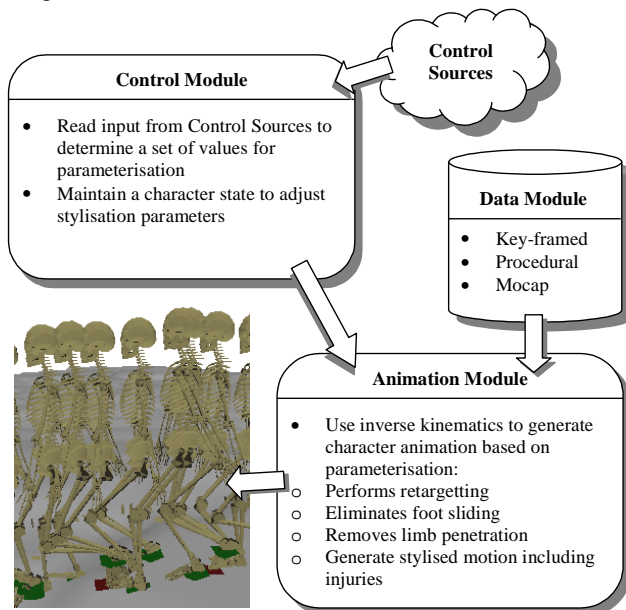 Control
Sources
Control Module
• Read input from Control Sources to
determine a set of values for
parameterisation
• Maintain a character state to adjust
stylisation parameters
Data Module
• Key-framed
• Procedural
• Mocap
Animation Module
• Use inverse kinematics to generate
character animation based on
parameterisation:
o Performs retargetting
o Eliminates foot sliding
o Removes limb penetration
o Generate stylised motion including
injuries